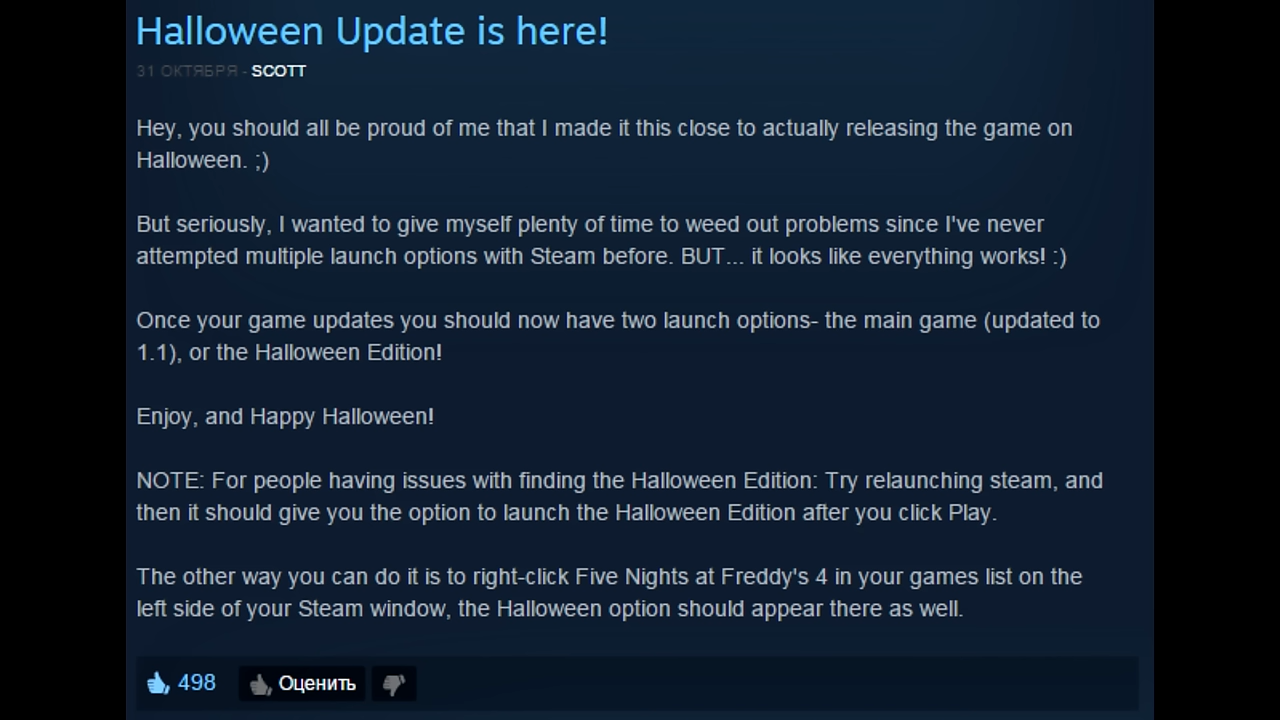 Halloween Update is here!
31 ОКТЯБРЯ - SCOTT
Hey, you should all be proud of me that I made it this close to actually releasing the game on
Halloween. ;)
But seriously, I wanted to give myself plenty of time to weed out problems since I've never
attempted multiple launch options with Steam before. BUT... it looks like everything works! :)
Once your game updates you should now have two launch options- the main game (updated to
1.1), or the Halloween Edition!
Enjoy, and Happy Halloween!
NOTE: For people having issues with finding the Halloween Edition: Try relaunching steam, and
then it should give you the option to launch the Halloween Edition after you click Play.
The other way you can do it is to right-click Five Nights at Freddy's 4 in your games list on the
left side of your Steam window, the Halloween option should appear there as well.
498 Оценить